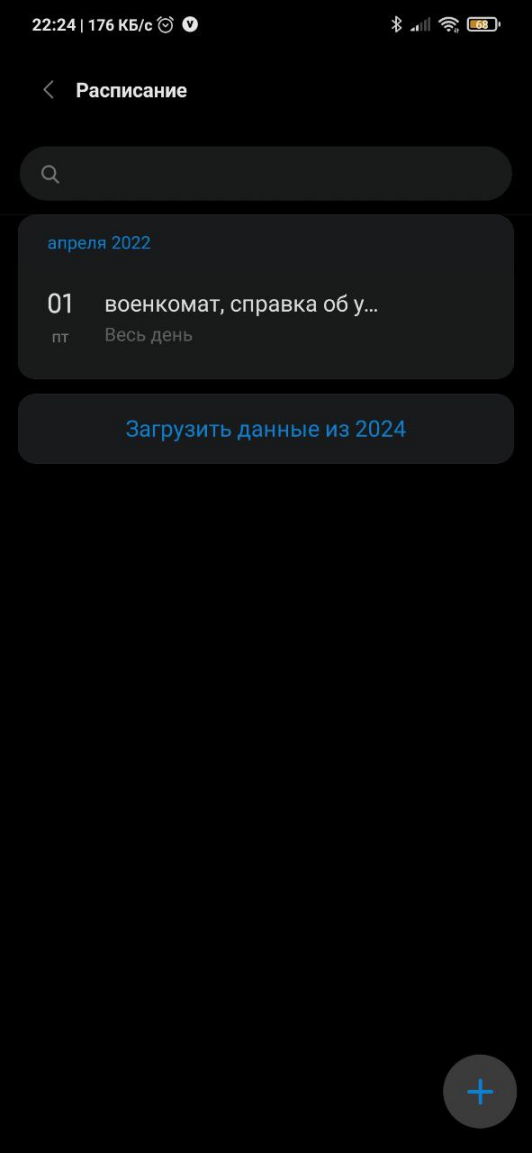 22:24 | 176 КБ/с V 68
Расписание
апреля 2022
01 военкомат, справка об у...
пт Весь день
Загрузить данные из 2024